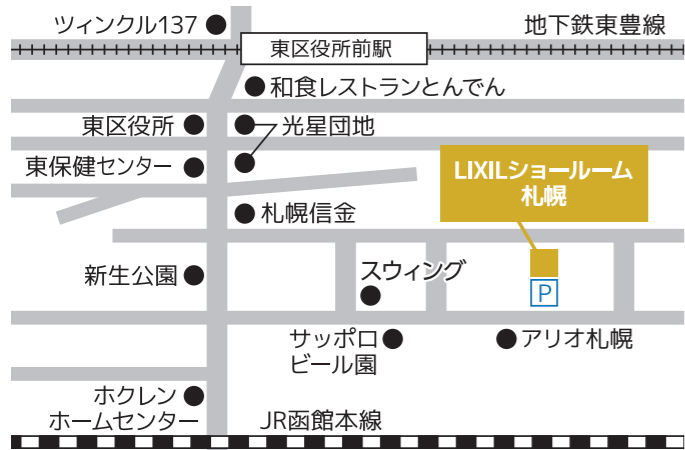 ツィンクル137
地下鉄東豊線
東区役所前駅
和食レストランとんでん
東区役所
光星団地
東保健センター
LIXILショールーム
札幌
札幌信金
新生公園
スウィング
P
サッポロ
ビール園
アリオ札幌
ホクレン
ホームセンター
JR函館本線